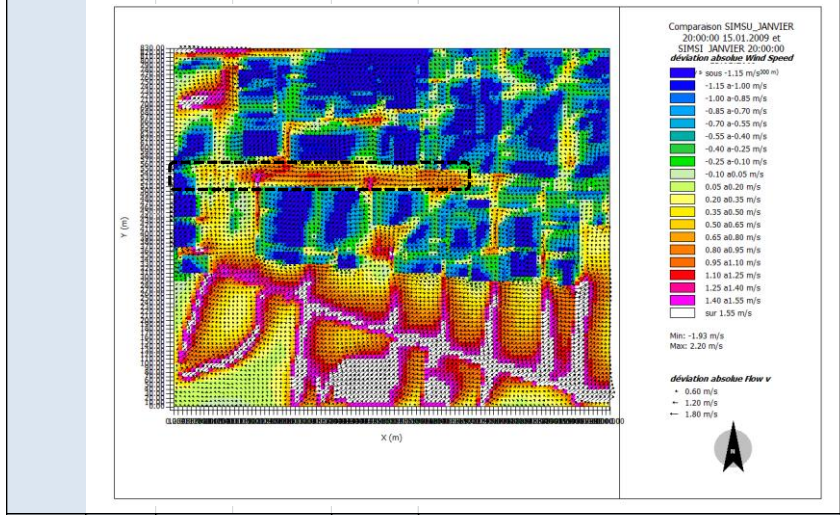 Comparaison SIMSU_JANVIER
20:00:00 15.01.2009 et
SIMSI JANVIER 20:00:00
déviation absolue Wind Speed
sous -1.15 m/s
-1.15 a-1.00 m/s
-1.00 a-0.85 m/s
-0.85 a-0.70 m/s
-0.70 a-0.55 m/s
-0.55 a-0.40 m/s
-0.40 a-0.25 m/s
-0.25 a-0.10 m/s
-0.10 a0.05 m/s
0.05 a0.20 m/s
0.20 a0.35 m/s
0.35 a0.50 m/s
0.50 a0.65 m/s
0.65 a0.80 m/s
0.80 a0.95 m/s
0.95 a1.10 m/s
1.10 a1.25 m/s
1.25 a1.40 m/s
1.40 a1.55 m/s
sur 1.55 m/s
Min: -1.93 m/s
Max: 2.20 m/s
déviation absolue Flow v
0.60 m/s
1.20 m/s
1.80 m/s
N
Y (m)
X (m)